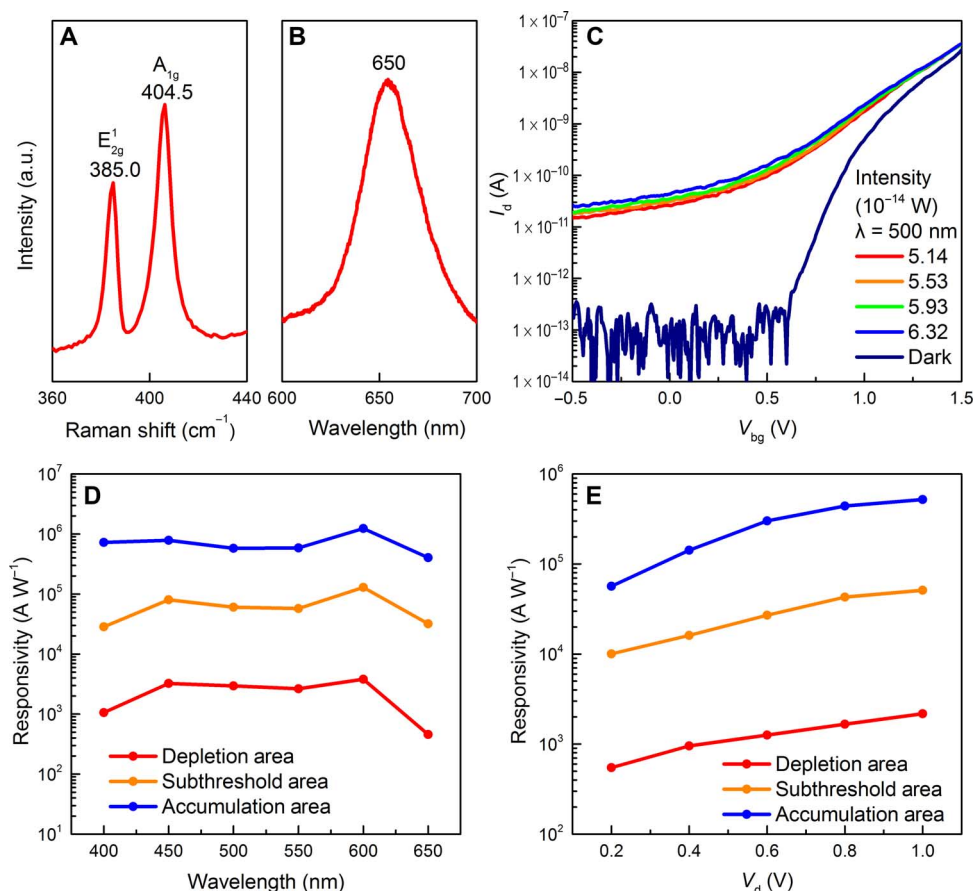 A
A₁g
404.5
E¹₂g
385.0
Intensity (a.u.)
360
400
440
Raman shift (cm⁻¹)
B
650
600
650
700
Wavelength (nm)
C
1 × 10⁻⁷
1 × 10⁻⁸
1 × 10⁻⁹
1 × 10⁻¹⁰
1 × 10⁻¹¹
1 × 10⁻¹²
1 × 10⁻¹³
1 × 10⁻¹⁴
I_d (A)
Intensity
(10⁻¹⁴ W)
λ = 500 nm
5.14
5.53
5.93
6.32
Dark
−0.5
0.0
0.5
1.0
1.5
V_bg (V)
D
10⁷
10⁶
10⁵
10⁴
10³
10²
10¹
Responsivity (A W⁻¹)
Depletion area
Subthreshold area
Accumulation area
400
450
500
550
600
650
Wavelength (nm)
E
10⁶
10⁵
10⁴
10³
10²
Responsivity (A W⁻¹)
Depletion area
Subthreshold area
Accumulation area
0.2
0.4
0.6
0.8
1.0
V_d (V)